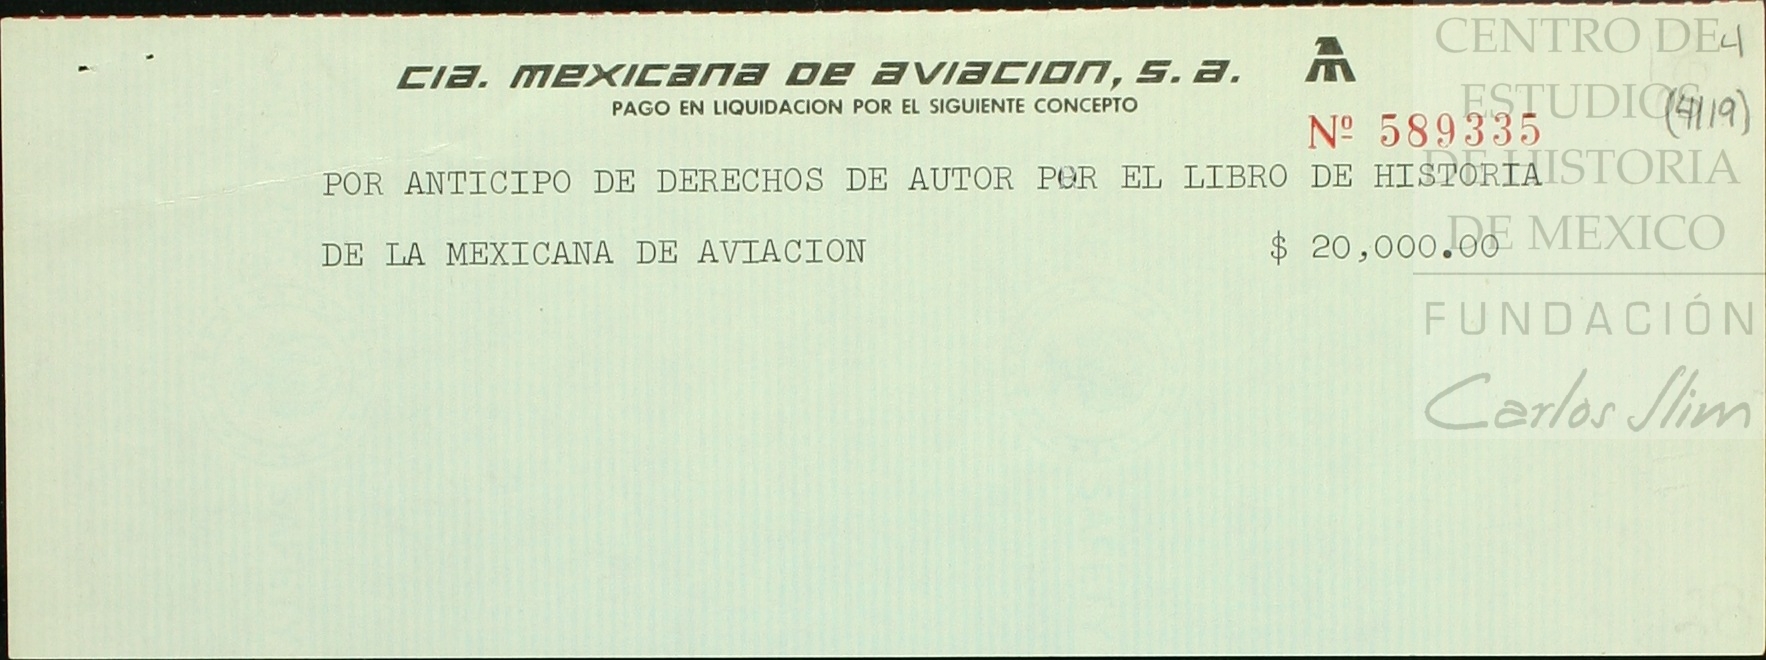 CIA. MEXICANA DE AVIACION, S.A.
PAGO EN LIQUIDACION POR EL SIGUIENTE CONCEPTO
Nº 589335
POR ANTICIPO DE DERECHOS DE AUTOR POR EL LIBRO DE HISTORIA
DE LA MEXICANA DE AVIACION $ 20,000.00
4
(4119)
CENTRO DE
ESTUDIOS
DE HISTORIA
DE MEXICO
FUNDACIÓN
Carlos Slim